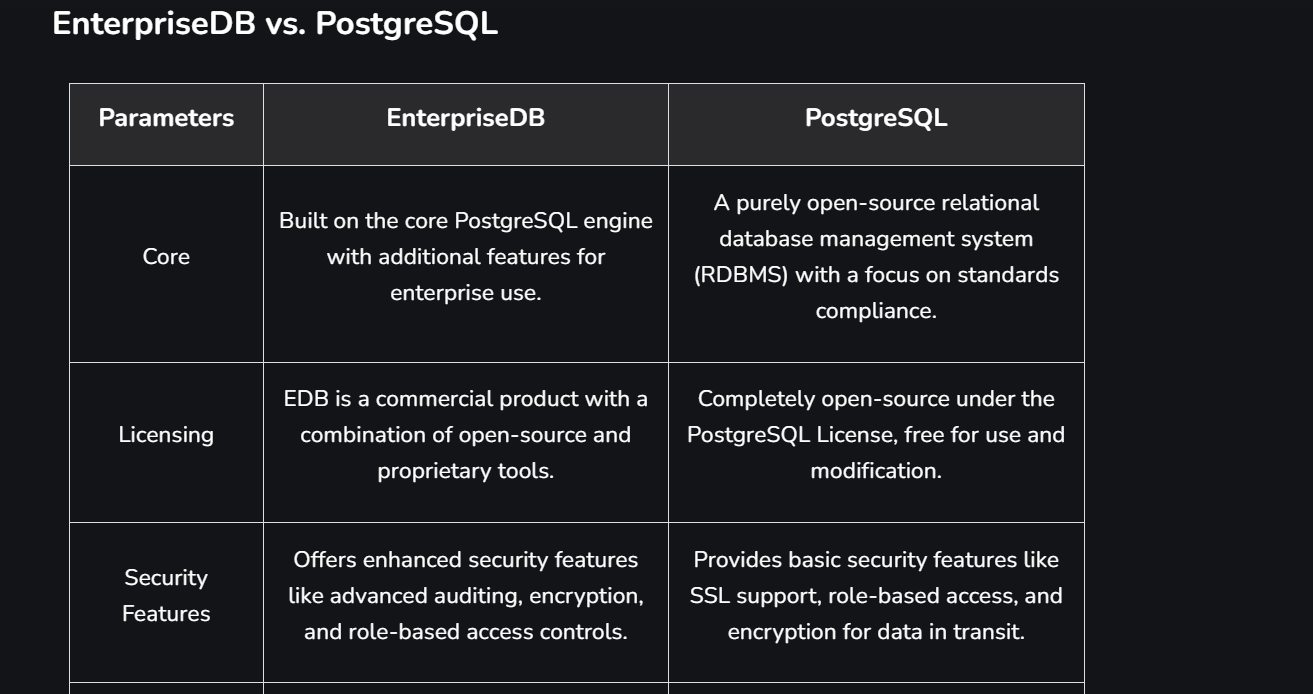 EnterpriseDB vs. PostgreSQL
Parameters
EnterpriseDB
PostgreSQL
Core
Built on the core PostgreSQL engine
with additional features for
enterprise use.
A purely open-source relational
database management system
(RDBMS) with a focus on standards
compliance.
Licensing
EDB is a commercial product with a
combination of open-source and
proprietary tools.
Completely open-source under the
PostgreSQL License, free for use and
modification.
Security
Features
Offers enhanced security features
like advanced auditing, encryption,
and role-based access controls.
Provides basic security features like
SSL support, role-based access, and
encryption for data in transit.